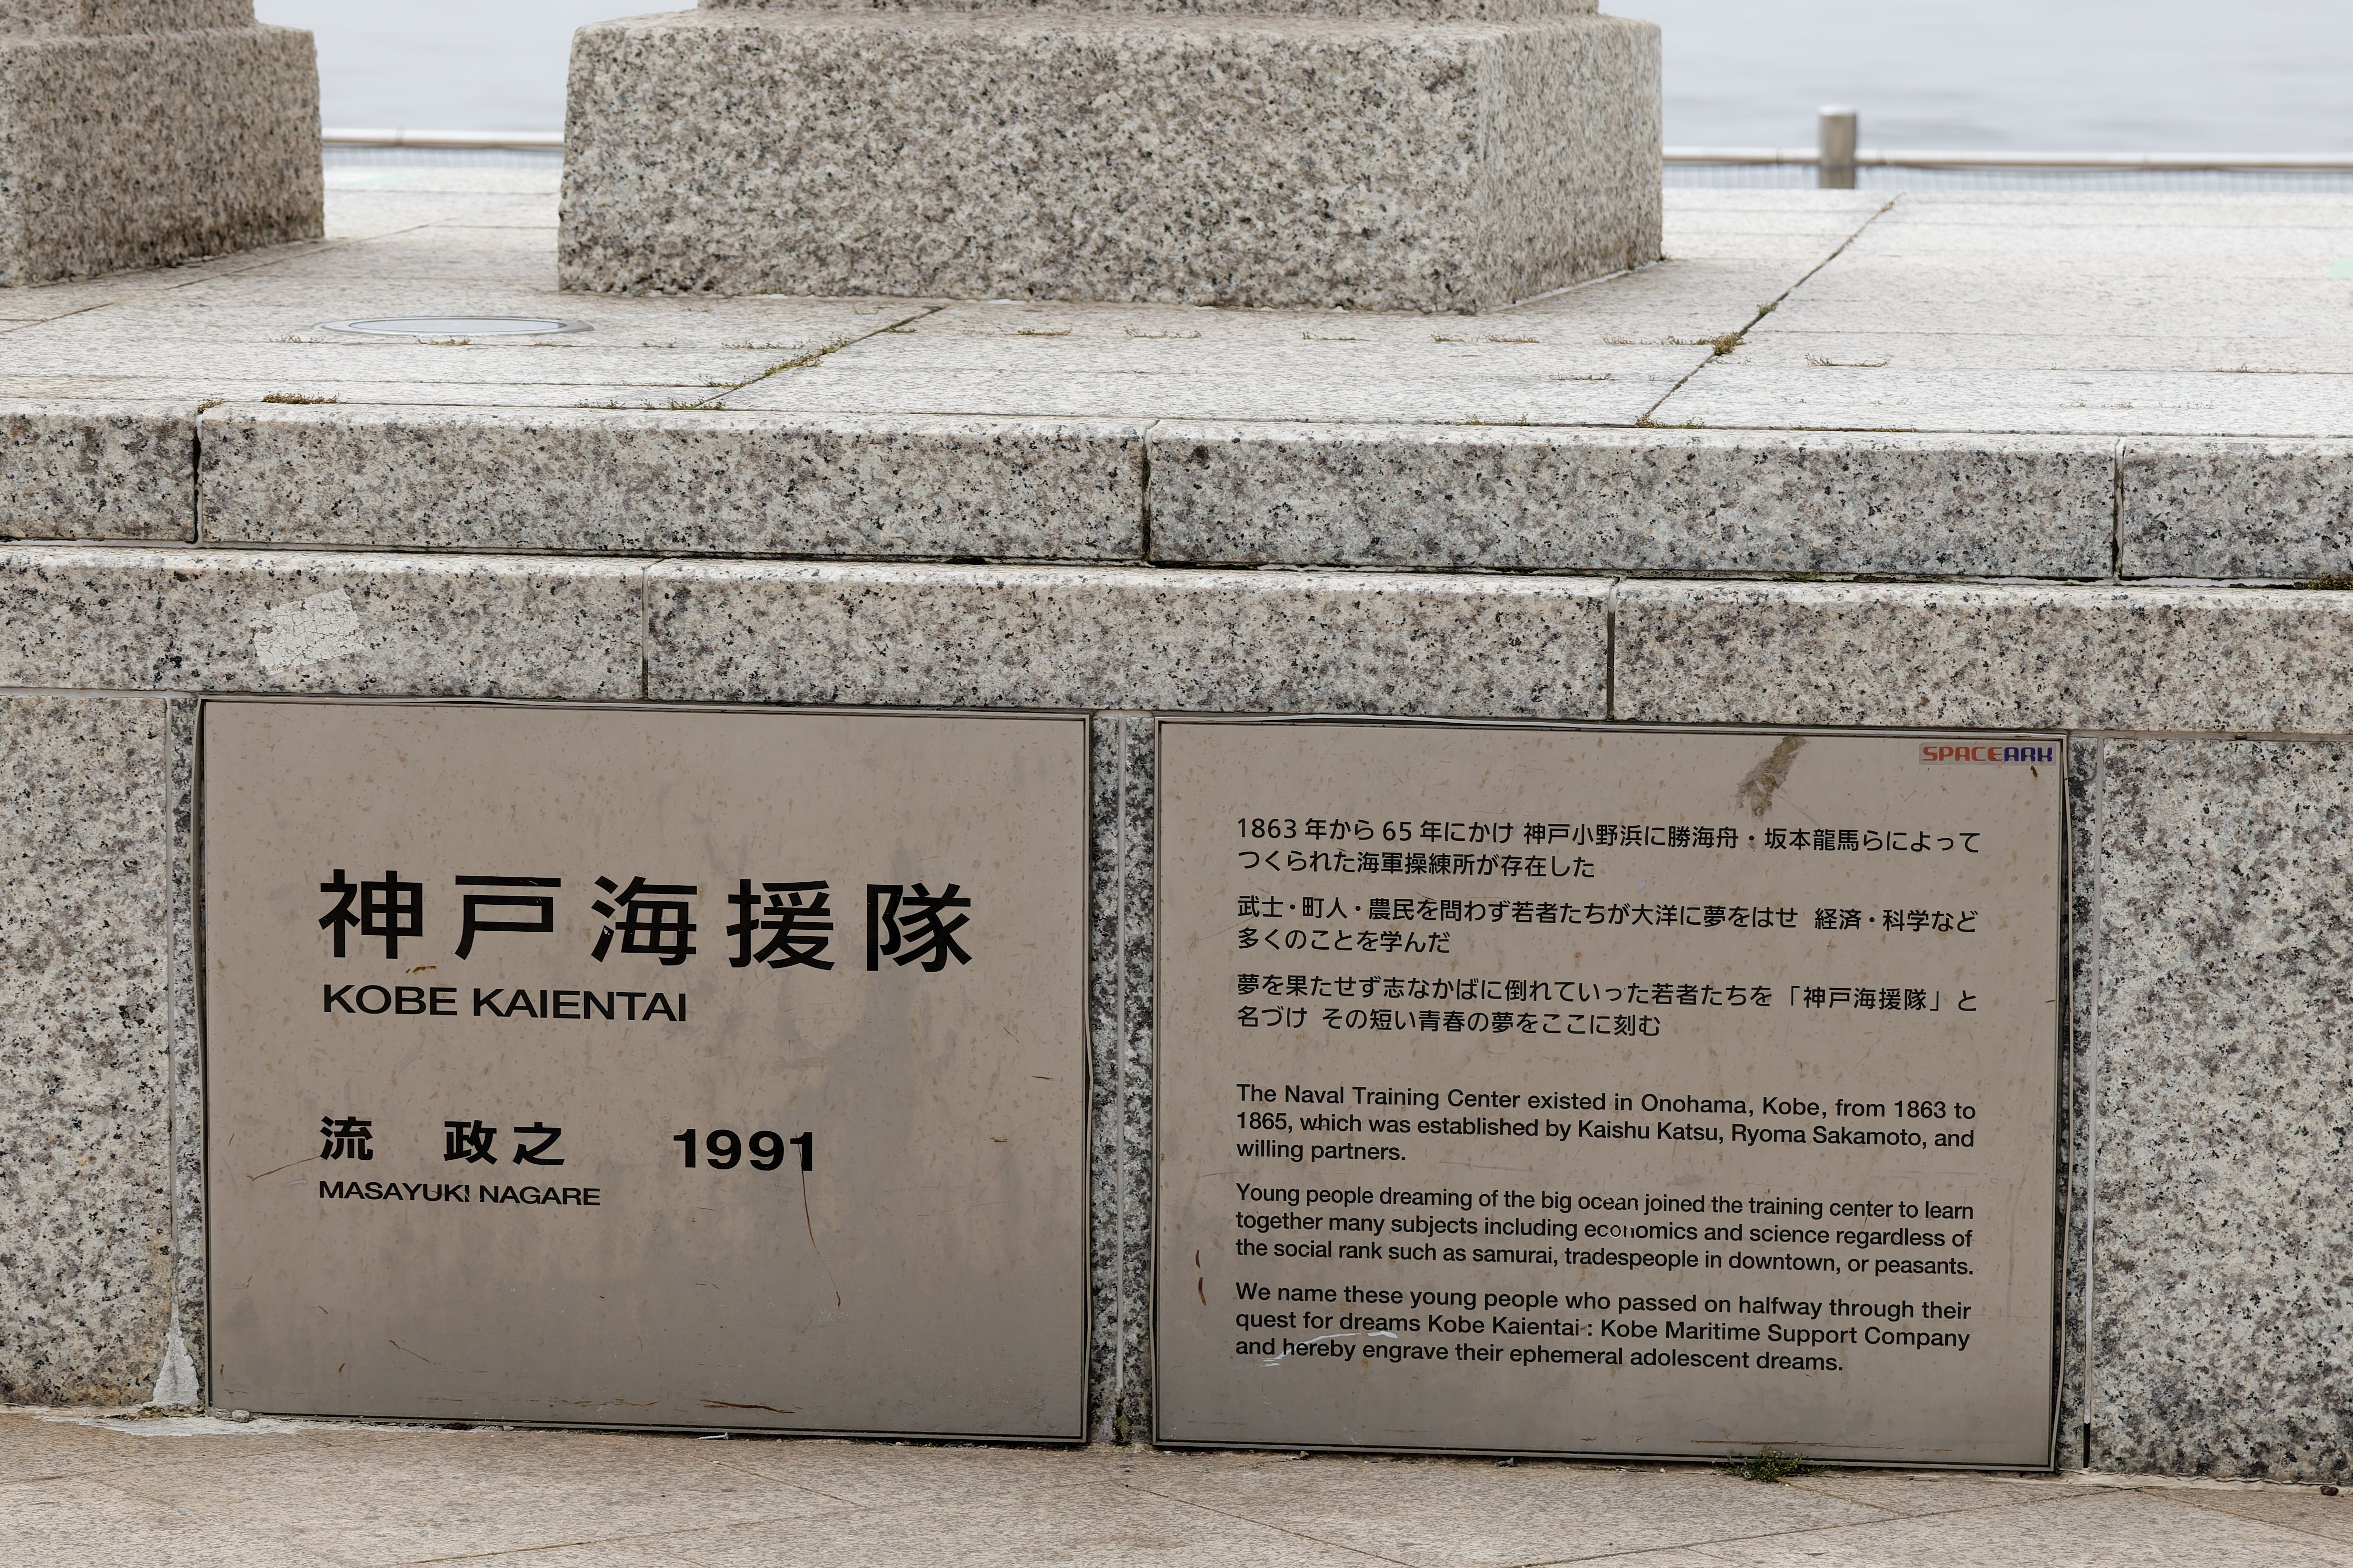 神戸海援隊
KOBE KAIENTAI
流 政之 1991
MASAYUKI NAGARE
SPACEARK
1863年から65年にかけ 神戸小野浜に勝海舟・坂本龍馬らによって
つくられた海軍操練所が存在した
武士・町人・農民を問わず若者たちが大洋に夢をはせ 経済・科学など
多くのことを学んだ
夢を果たせず志なかばに倒れていった若者たちを「神戸海援隊」と
名づけ その短い青春の夢をここに刻む
The Naval Training Center existed in Onohama, Kobe, from 1863 to
1865, which was established by Kaishu Katsu, Ryoma Sakamoto, and
willing partners.
Young people dreaming of the big ocean joined the training center to learn
together many subjects including economics and science regardless of
the social rank such as samurai, tradespeople in downtown, or peasants.
We name these young people who passed on halfway through their
quest for dreams Kobe Kaientai : Kobe Maritime Support Company
and hereby engrave their ephemeral adolescent dreams.